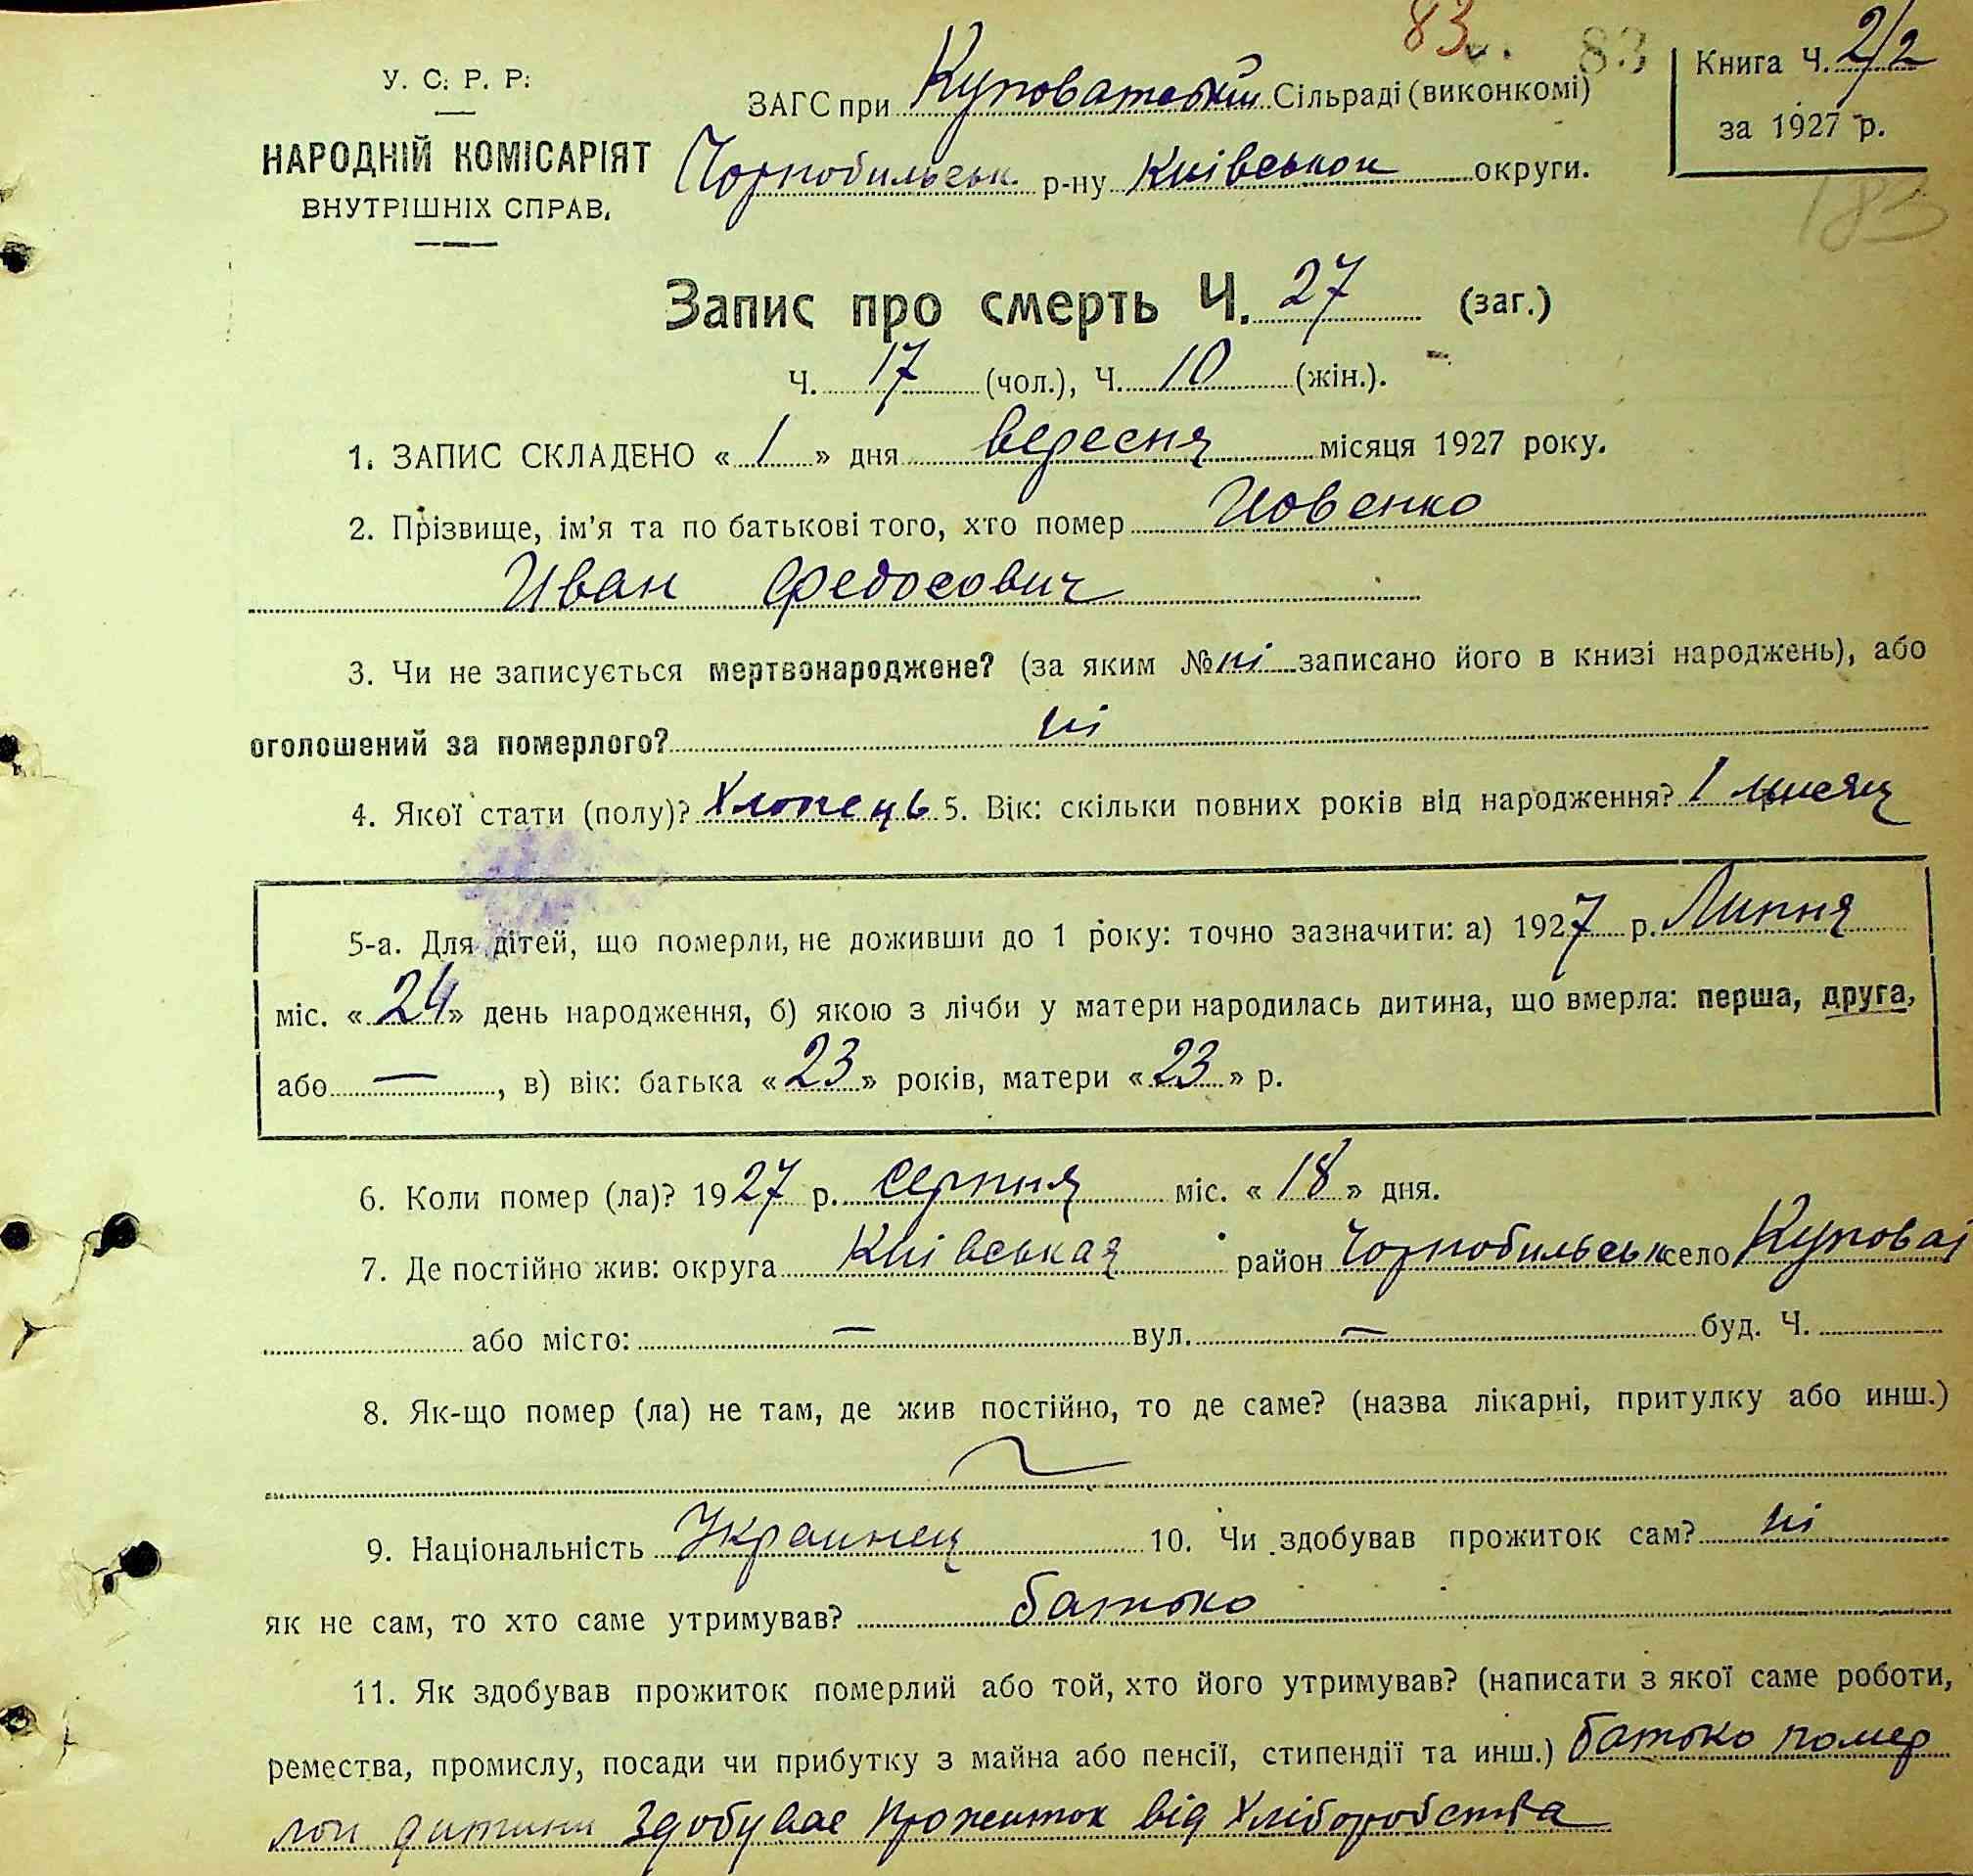 83 83
У. С. Р. Р.
НАРОДНІЙ КОМІСАРІЯТ
ВНУТРІШНІХ СПРАВ.
ЗАГС при Куповатский Сільраді (виконкомі)
Чорнобильськ. р-ну Киівськой округи.
Книга Ч. 2/2
за 1927 р.
183
Запис про смерть Ч. 27 (заг.)
Ч. 17 (чол.), Ч. 10 (жін.).
1. ЗАПИС СКЛАДЕНО « 1 » дня вересня місяця 1927 року.
2. Прізвище, ім'я та по батькові того, хто помер Иовенко
Иван Федосович
3. Чи не записується мертвонароджене? (за яким № ні записано його в книзі народжень), або
оголошений за померлого? ні
4. Якої стати (полу)? Хлопець 5. Вік: скільки повних років від народження? 1 мисяц
5-а. Для дітей, що померли, не доживши до 1 року: точно зазначити: а) 1927 р. Липня
міс. « 24 » день народження, б) якою з лічби у матери народилась дитина, що вмерла: перша, друга,
або —, в) вік: батька « 23 » років, матери « 23 » р.
6. Коли помер (ла)? 1927 р. серпня міс. « 18 » дня.
7. Де постійно жив: округа Киівськая район Чорнобильськ село Куповат
або місто: — вул. — буд. Ч.
8. Як-що помер (ла) не там, де жив постійно, то де саме? (назва лікарні, притулку або инш.)
9. Національність Украинец 10. Чи здобував прожиток сам? ні
як не сам, то хто саме утримував? батько
11. Як здобував прожиток померлий або той, хто його утримував? (написати з якої саме роботи,
ремества, промислу, посади чи прибутку з майна або пенсії, стипендії та инш.) батько помер
лои дитини здобувае прожиток від хліборобства